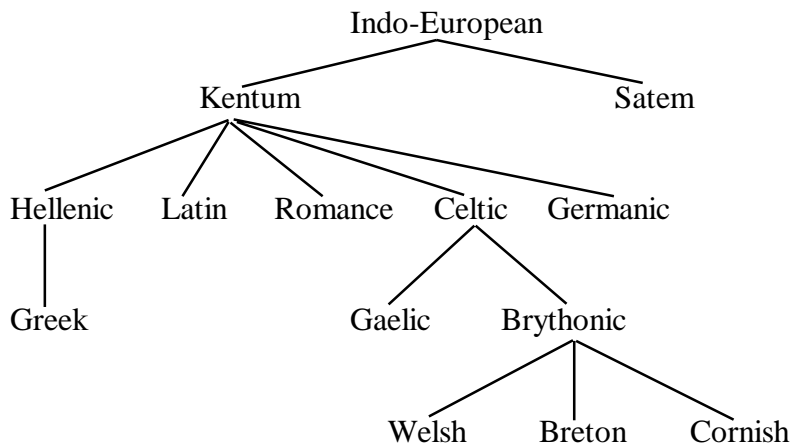 Indo-European
Kentum Satem
Hellenic Latin Romance Celtic Germanic
Greek Gaelic Brythonic
Welsh Breton Cornish